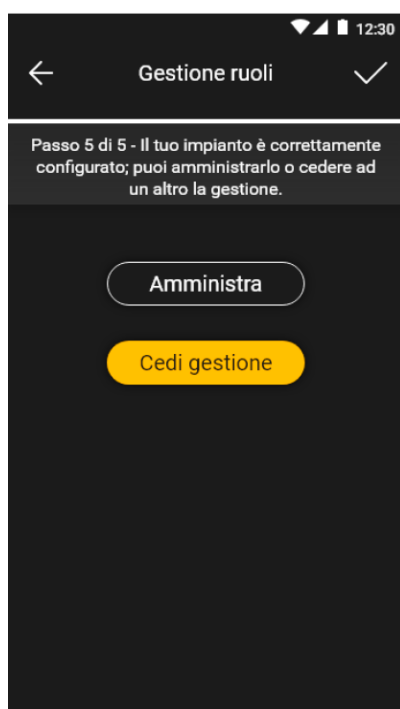 12:30
Gestione ruoli
Passo 5 di 5 - Il tuo impianto è correttamente
configurato; puoi amministrarlo o cedere ad
un altro la gestione.
Amministra
Cedi gestione